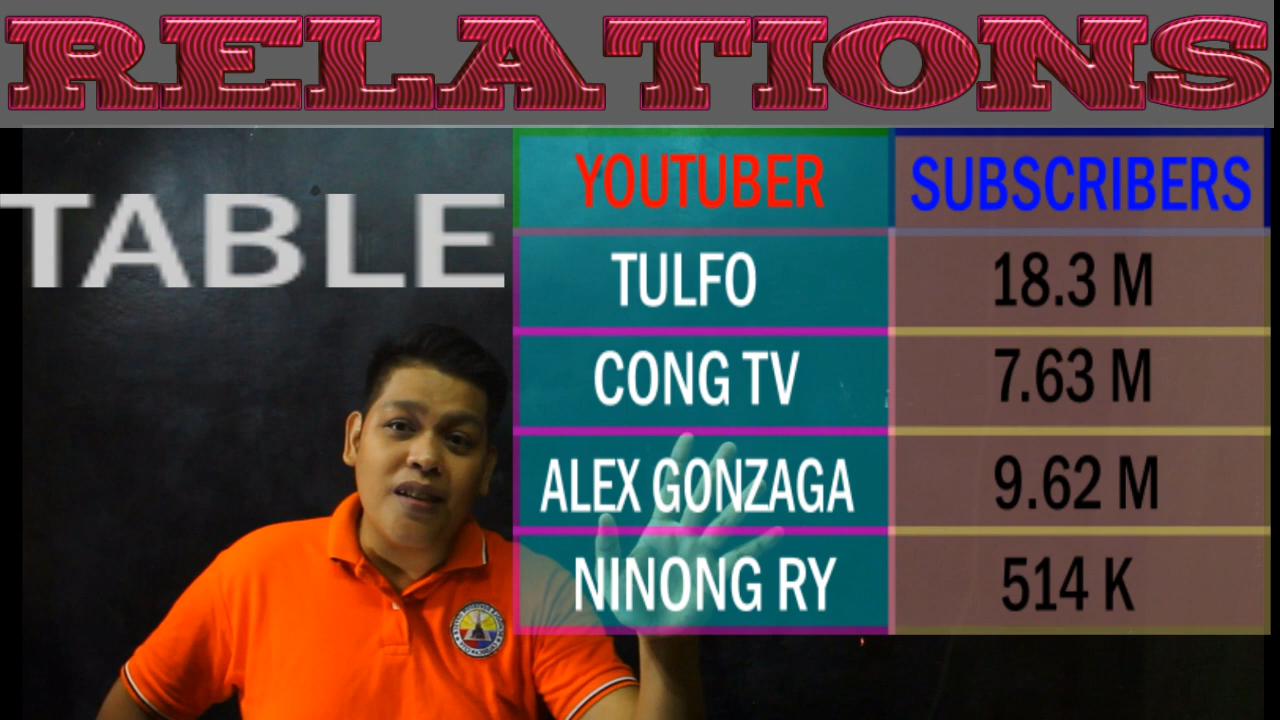 RELATIONS
TABLE
YOUTUBER SUBSCRIBERS
TULFO 18.3 M
CONG TV 7.63 M
ALEX GONZAGA 9.62 M
NINONG RY 514 K